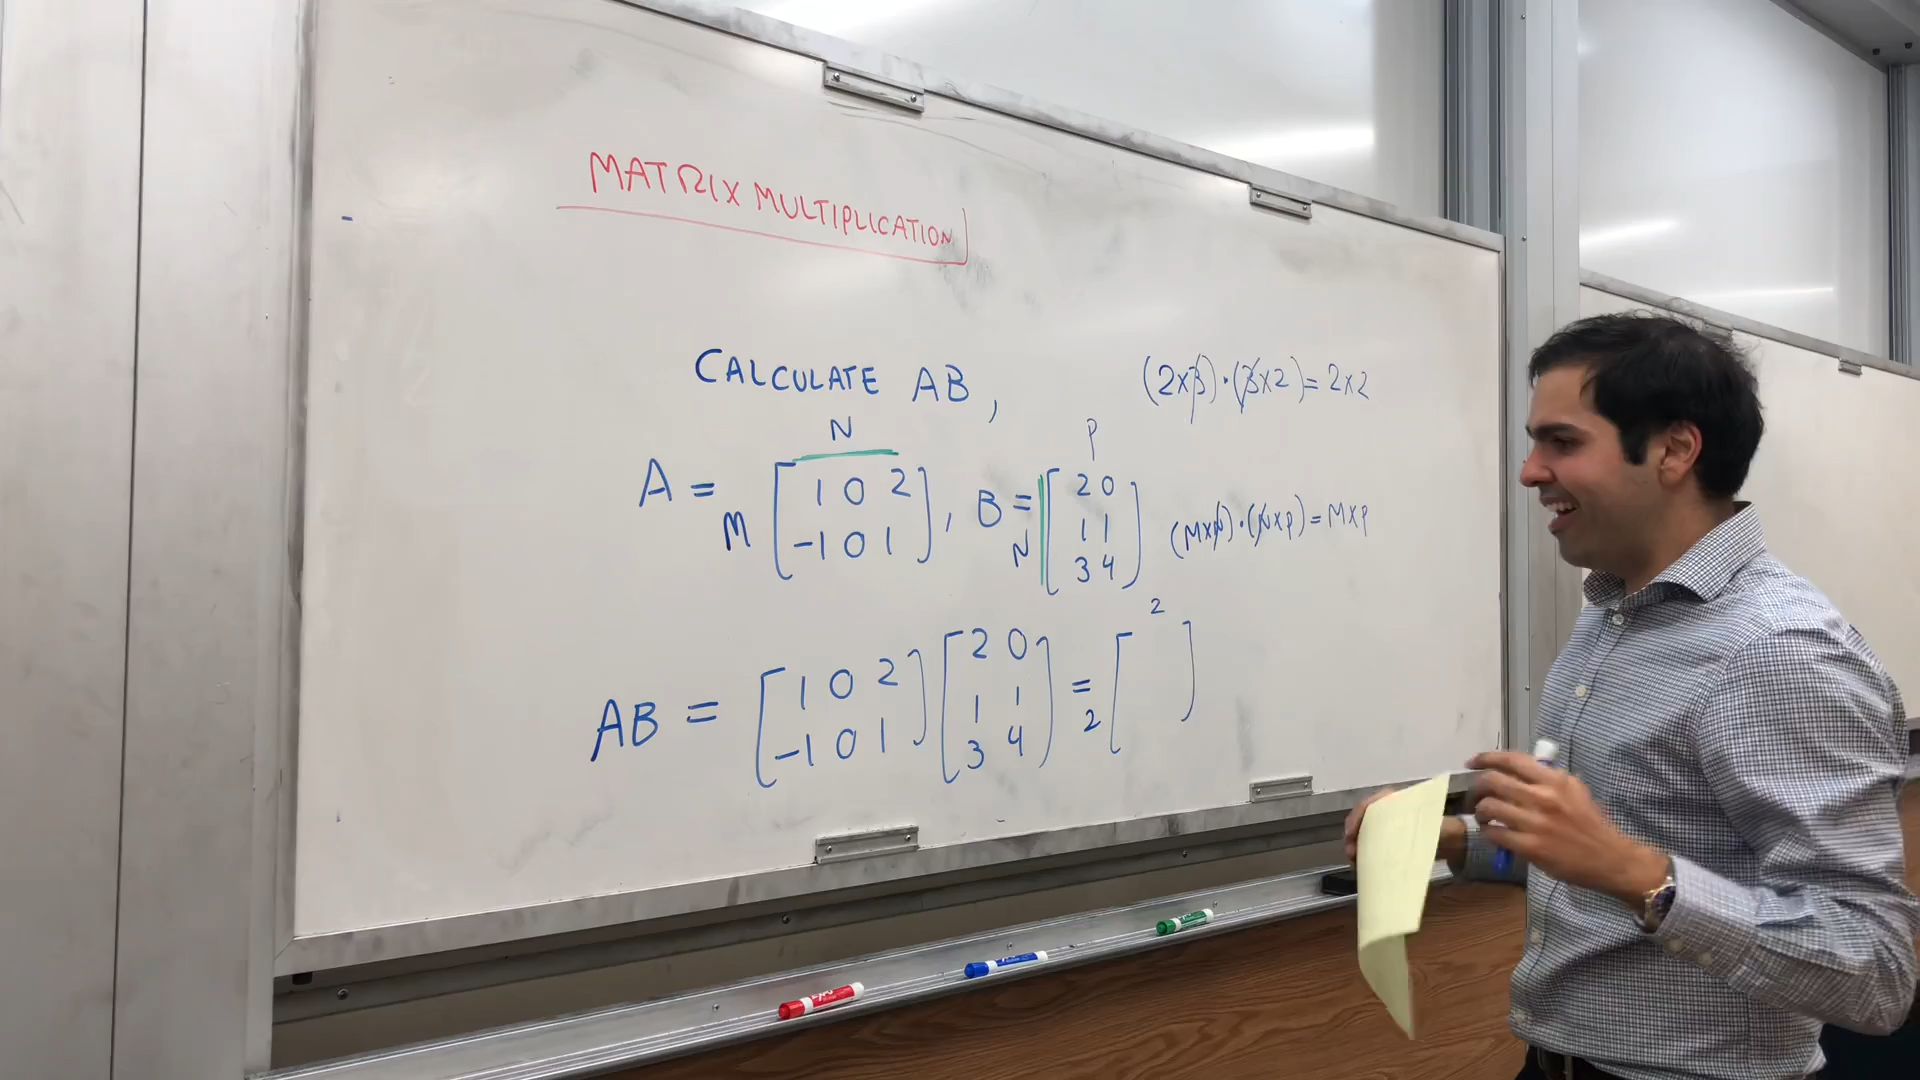 MATRIX MULTIPLICATION
CALCULATE AB,
(2x3)·(3x2)=2x2
N
P
A = M [1 0 2
-1 0 1], B = N [2 0
1 1
3 4]
(MxN)·(NxP)=MxP
AB = [1 0 2
-1 0 1] [2 0
1 1
3 4] = 2 [ ]
2
EXPO